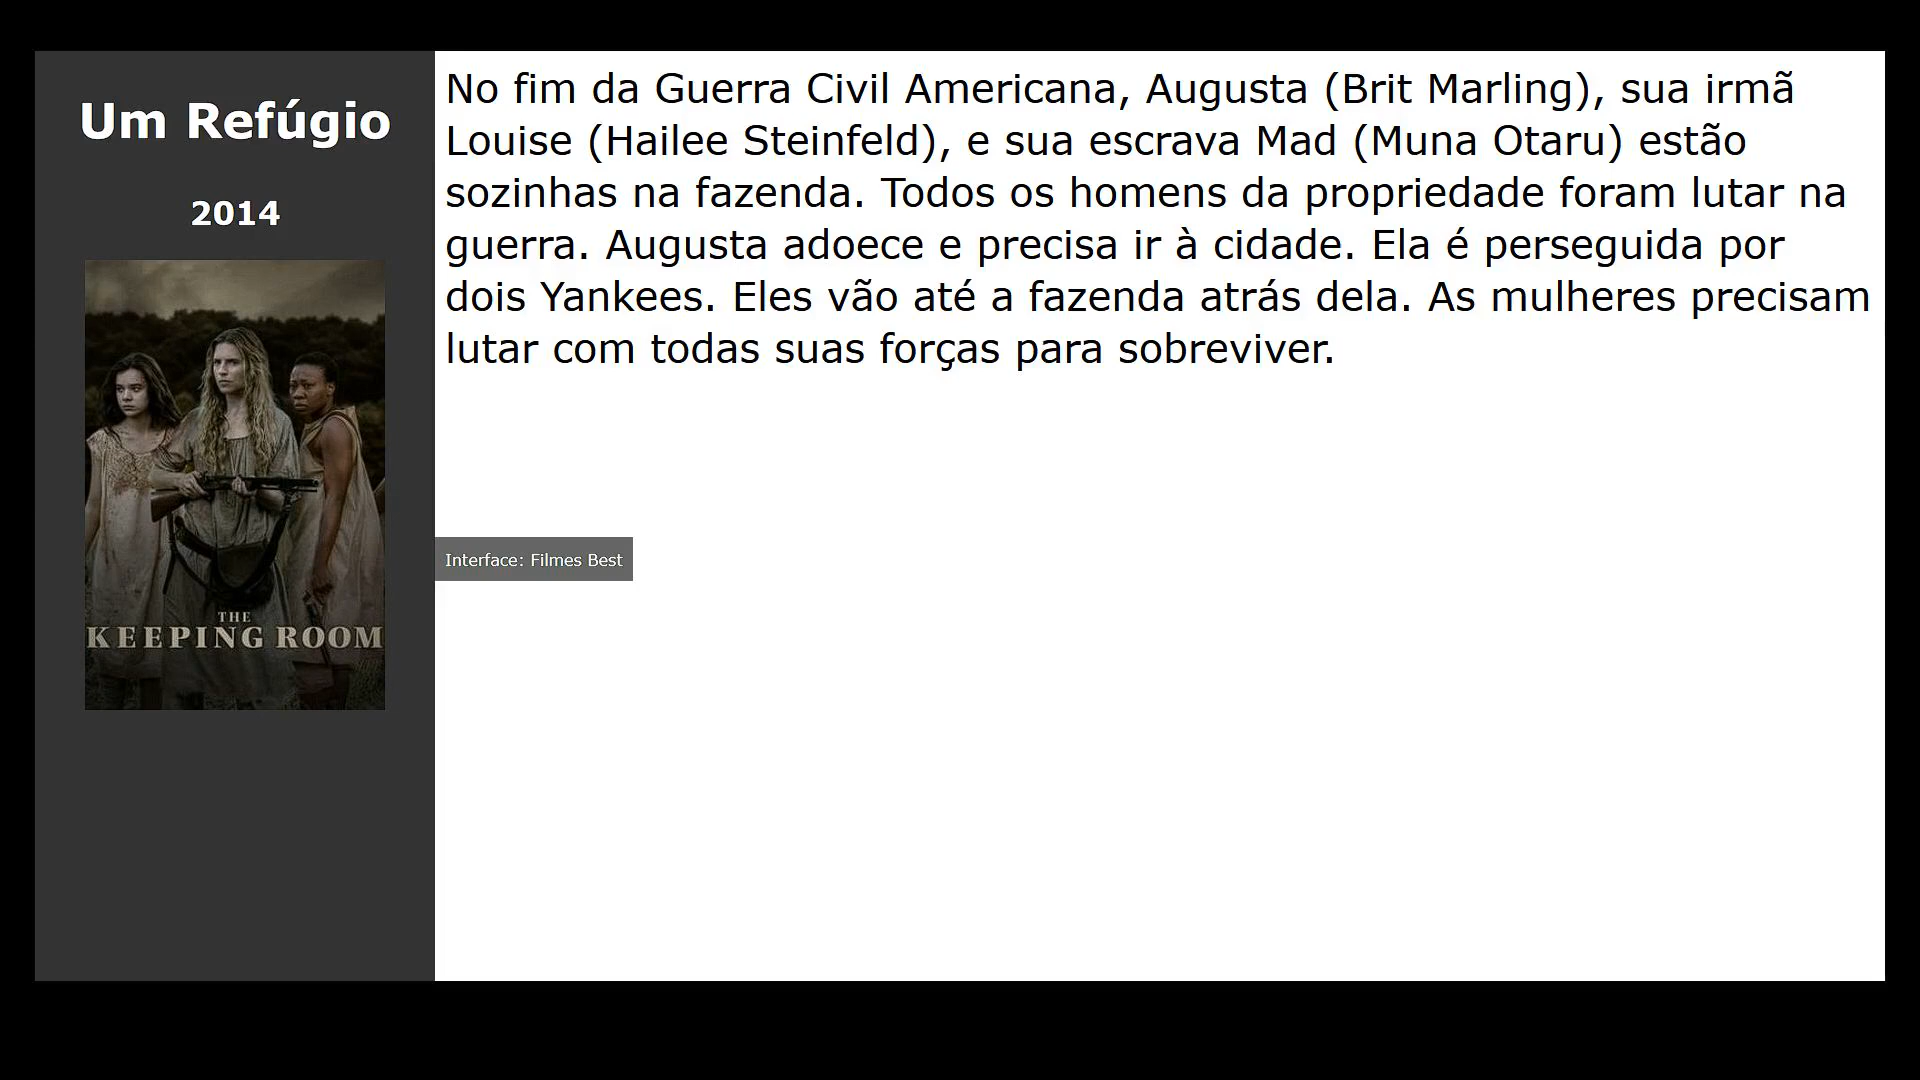 Um Refúgio
2014
THE
KEEPING ROOM
No fim da Guerra Civil Americana, Augusta (Brit Marling), sua irmã
Louise (Hailee Steinfeld), e sua escrava Mad (Muna Otaru) estão
sozinhas na fazenda. Todos os homens da propriedade foram lutar na
guerra. Augusta adoece e precisa ir à cidade. Ela é perseguida por
dois Yankees. Eles vão até a fazenda atrás dela. As mulheres precisam
lutar com todas suas forças para sobreviver.
Interface: Filmes Best